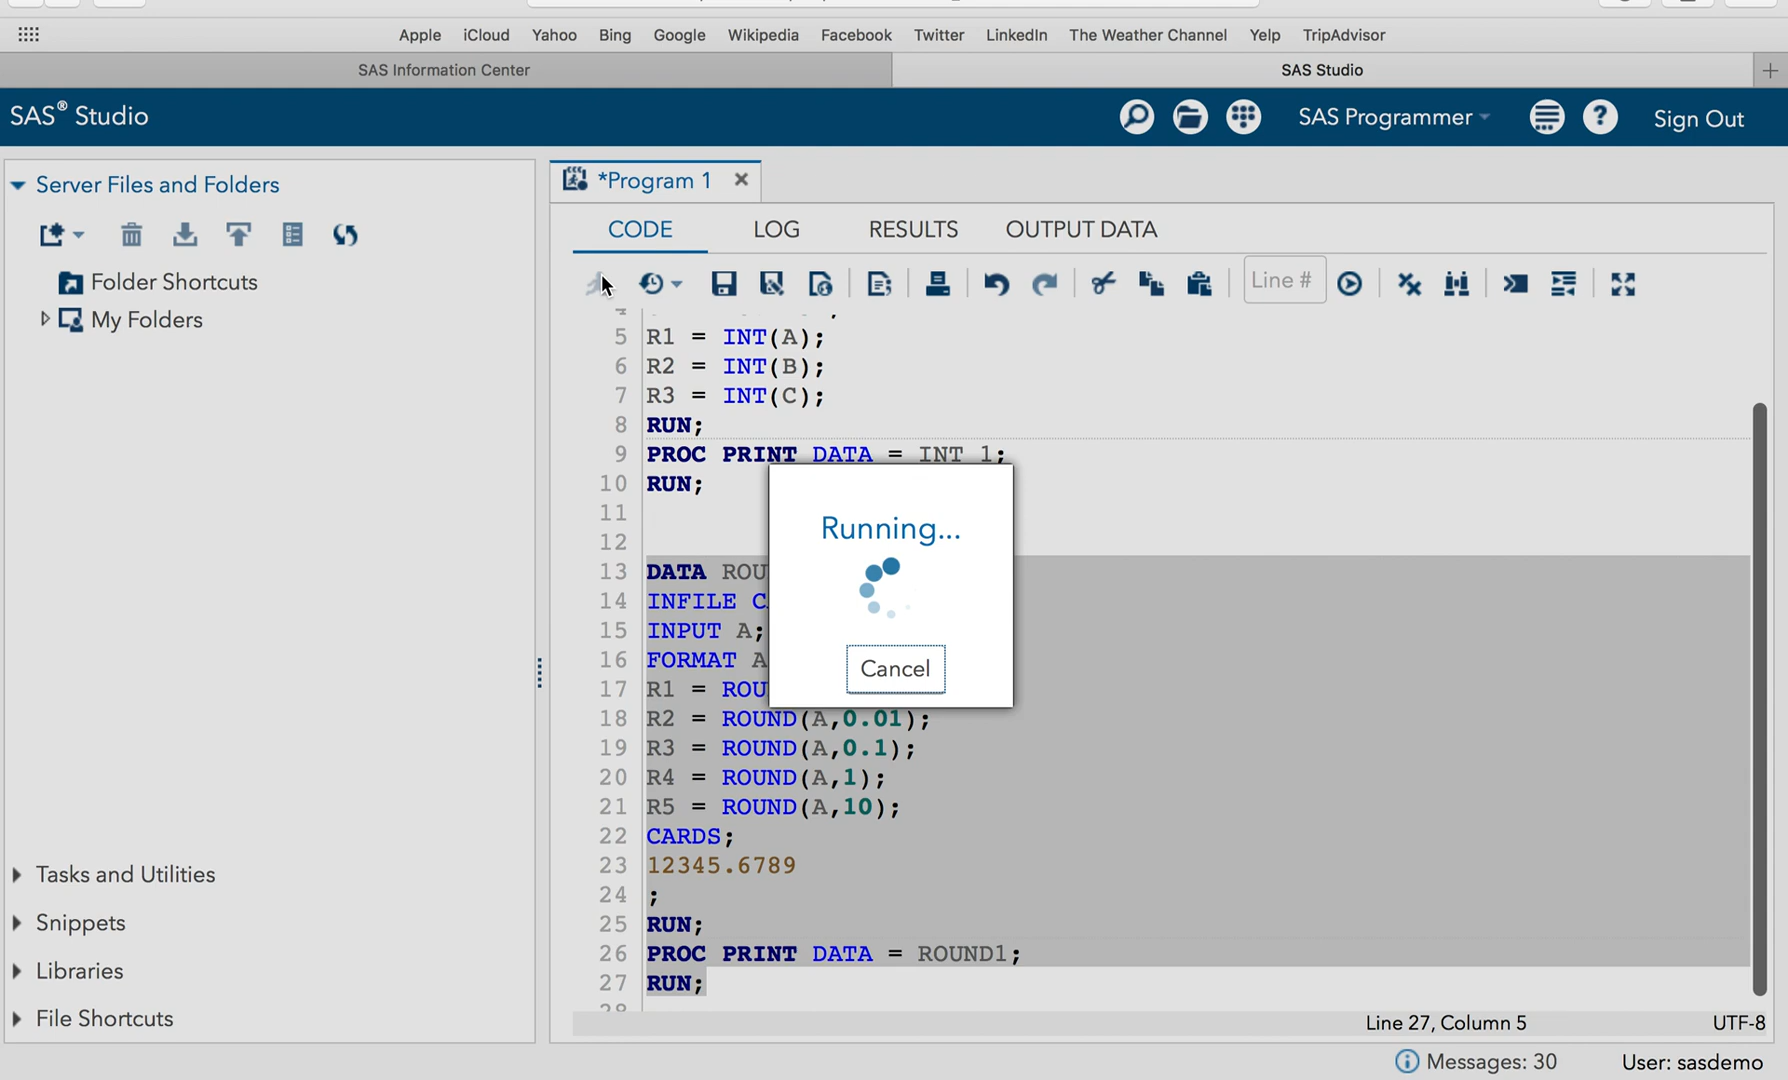 Apple iCloud Yahoo Bing Google Wikipedia Facebook Twitter LinkedIn The Weather Channel Yelp TripAdvisor
SAS Information Center
SAS Studio
SAS® Studio
SAS Programmer
Sign Out
Server Files and Folders
Folder Shortcuts
My Folders
Tasks and Utilities
Snippets
Libraries
File Shortcuts
*Program 1
CODE LOG RESULTS OUTPUT DATA
Line #
5 R1 = INT(A);
6 R2 = INT(B);
7 R3 = INT(C);
8 RUN;
9 PROC PRINT DATA = INT_1;
10 RUN;
11
12
13 DATA ROU
14 INFILE C
15 INPUT A;
16 FORMAT A
17 R1 = ROU
18 R2 = ROUND(A,0.01);
19 R3 = ROUND(A,0.1);
20 R4 = ROUND(A,1);
21 R5 = ROUND(A,10);
22 CARDS;
23 12345.6789
24 ;
25 RUN;
26 PROC PRINT DATA = ROUND1;
27 RUN;
Running...
Cancel
Line 27, Column 5
UTF-8
Messages: 30
User: sasdemo